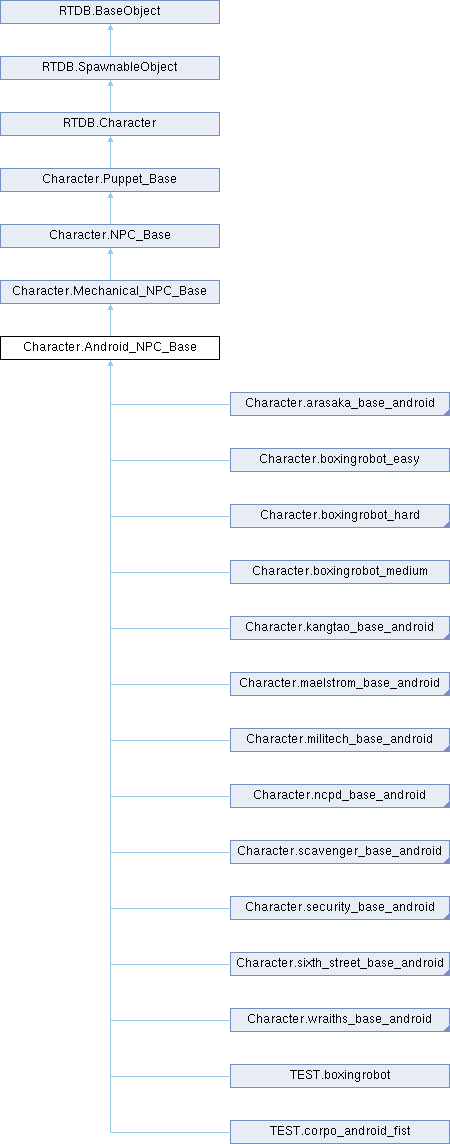 RTDB.BaseObject
RTDB.SpawnableObject
RTDB.Character
Character.Puppet_Base
Character.NPC_Base
Character.Mechanical_NPC_Base
Character.Android_NPC_Base
Character.arasaka_base_android
Character.boxingrobot_easy
Character.boxingrobot_hard
Character.boxingrobot_medium
Character.kangtao_base_android
Character.maelstrom_base_android
Character.militech_base_android
Character.ncpd_base_android
Character.scavenger_base_android
Character.security_base_android
Character.sixth_street_base_android
Character.wraiths_base_android
TEST.boxingrobot
TEST.corpo_android_fist